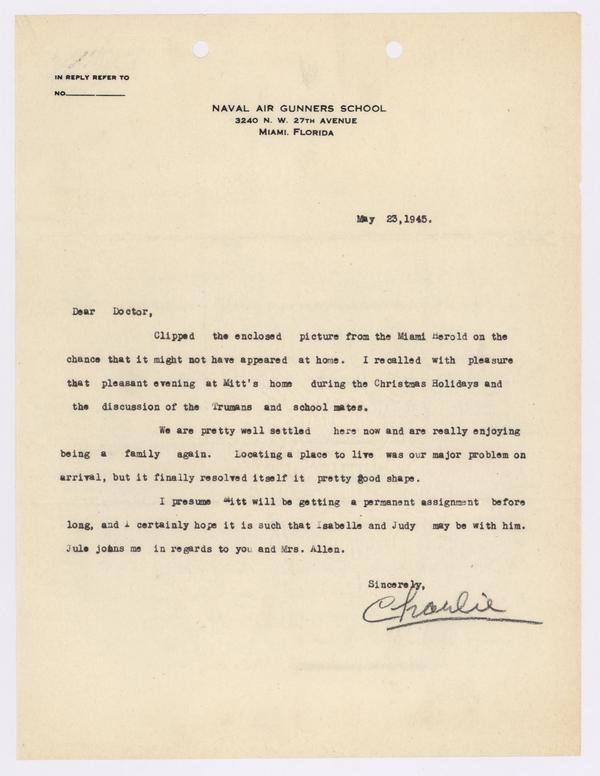 IN REPLY REFER TO
NO.
NAVAL AIR GUNNERS SCHOOL
3240 N. W. 27TH AVENUE
MIAMI, FLORIDA
May 23,1945.
Dear Doctor,
Clipped the enclosed picture from the Miami Herold on the
chance that it might not have appeared at home. I recalled with pleasure
that pleasant evening at Mitt's home during the Christmas Holidays and
the discussion of the Trumans and school mates.
We are pretty well settled here now and are really enjoying
being a family again. Locating a place to live was our major problem on
arrival, but it finally resolved itself it pretty good shape.
I presume Mitt will be getting a permanent assignment before
long, and I certainly hope it is such that Isabelle and Judy may be with him.
Jule joins me in regards to you and Mrs. Allen.
Sincerely,
Charlie